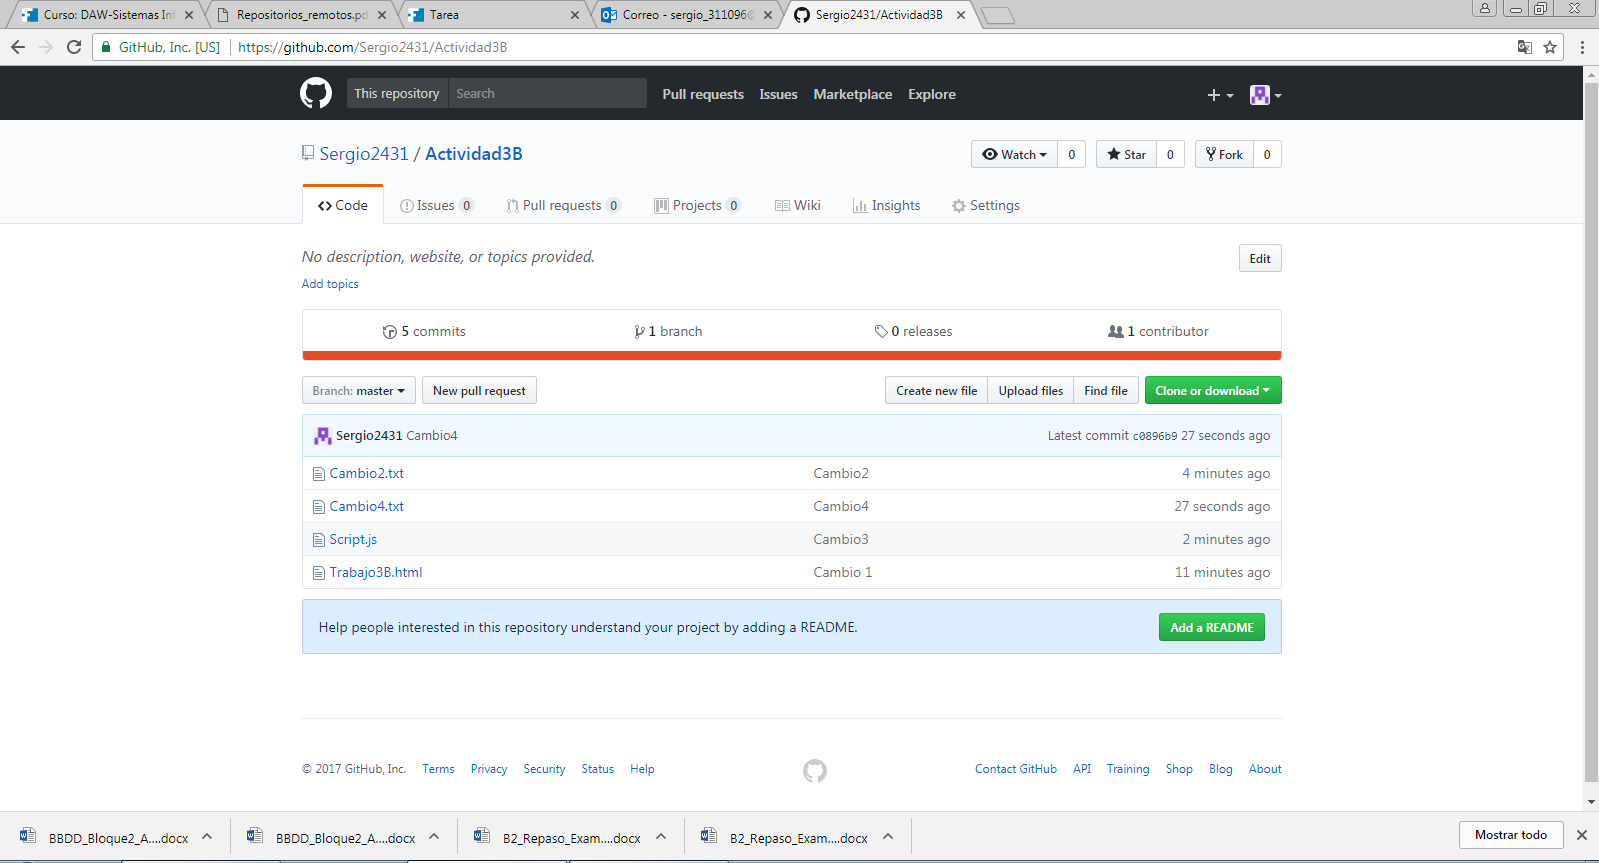 Curso: DAW-Sistemas Inf
Repositorios_remotos.pd
Tarea
Correo - sergio_311096@
Sergio2431/Actividad3B
GitHub, Inc. [US] https://github.com/Sergio2431/Actividad3B
This repository Search Pull requests Issues Marketplace Explore
Sergio2431 / Actividad3B
Watch 0 Star 0 Fork 0
Code Issues 0 Pull requests 0 Projects 0 Wiki Insights Settings
No description, website, or topics provided. Edit
Add topics
5 commits 1 branch 0 releases 1 contributor
Branch: master New pull request Create new file Upload files Find file Clone or download
Sergio2431 Cambio4 Latest commit c0896b9 27 seconds ago
Cambio2.txt Cambio2 4 minutes ago
Cambio4.txt Cambio4 27 seconds ago
Script.js Cambio3 2 minutes ago
Trabajo3B.html Cambio 1 11 minutes ago
Help people interested in this repository understand your project by adding a README. Add a README
© 2017 GitHub, Inc. Terms Privacy Security Status Help Contact GitHub API Training Shop Blog About
BBDD_Bloque2_A....docx BBDD_Bloque2_A....docx B2_Repaso_Exam....docx B2_Repaso_Exam....docx Mostrar todo